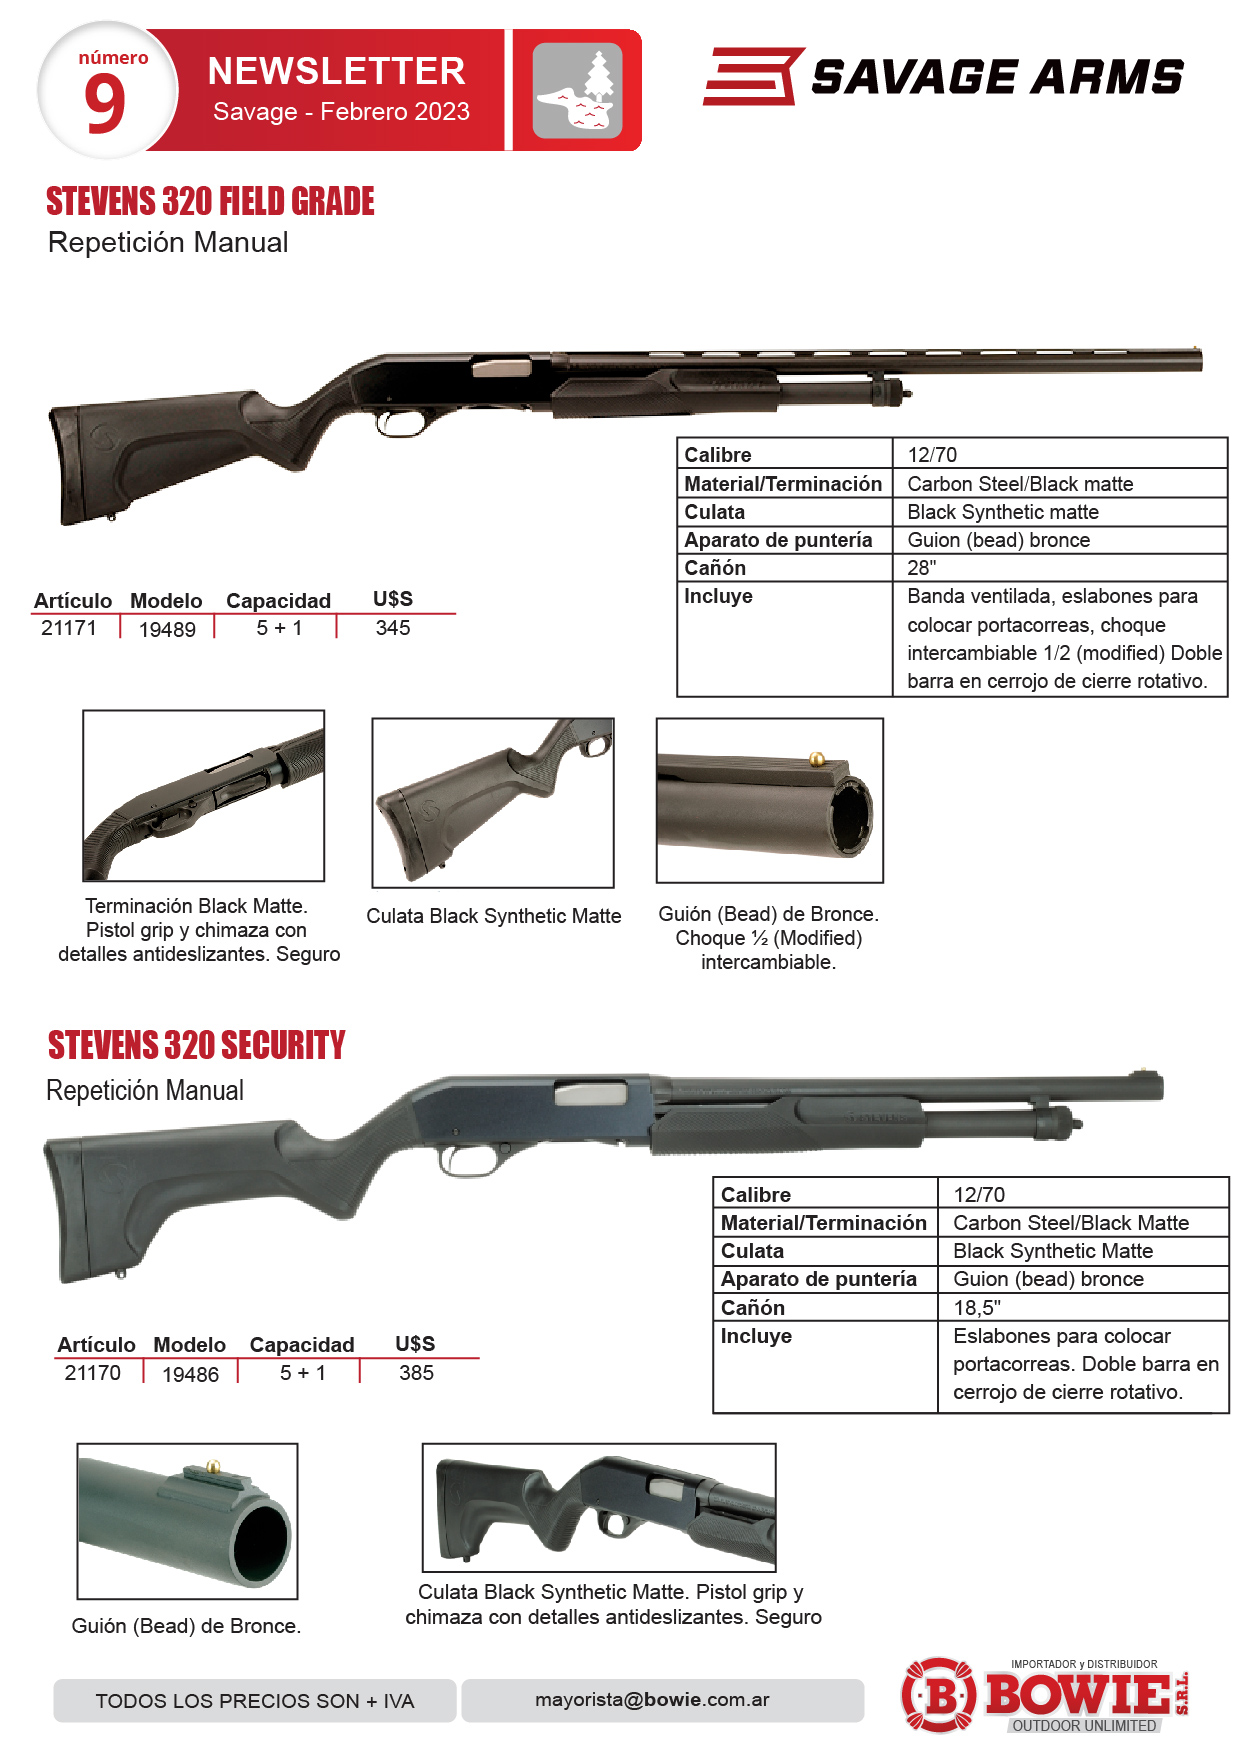 número
9
NEWSLETTER
Savage - Febrero 2023
SAVAGE ARMS
STEVENS 320 FIELD GRADE
Repetición Manual
Calibre 12/70
Material/Terminación Carbon Steel/Black matte
Culata Black Synthetic matte
Aparato de puntería Guion (bead) bronce
Cañón 28"
Incluye Banda ventilada, eslabones para
colocar portacorreas, choque
intercambiable 1/2 (modified) Doble
barra en cerrojo de cierre rotativo.
Artículo Modelo Capacidad U$S
21171 19489 5 + 1 345
Terminación Black Matte.
Pistol grip y chimaza con
detalles antideslizantes. Seguro
Culata Black Synthetic Matte
Guión (Bead) de Bronce.
Choque ½ (Modified)
intercambiable.
STEVENS 320 SECURITY
Repetición Manual
Calibre 12/70
Material/Terminación Carbon Steel/Black Matte
Culata Black Synthetic Matte
Aparato de puntería Guion (bead) bronce
Cañón 18,5"
Incluye Eslabones para colocar
portacorreas. Doble barra en
cerrojo de cierre rotativo.
Artículo Modelo Capacidad U$S
21170 19486 5 + 1 385
Guión (Bead) de Bronce.
Culata Black Synthetic Matte. Pistol grip y
chimaza con detalles antideslizantes. Seguro
TODOS LOS PRECIOS SON + IVA
mayorista@bowie.com.ar
IMPORTADOR y DISTRIBUIDOR
B BOWIE S.R.L.
OUTDOOR UNLIMITED